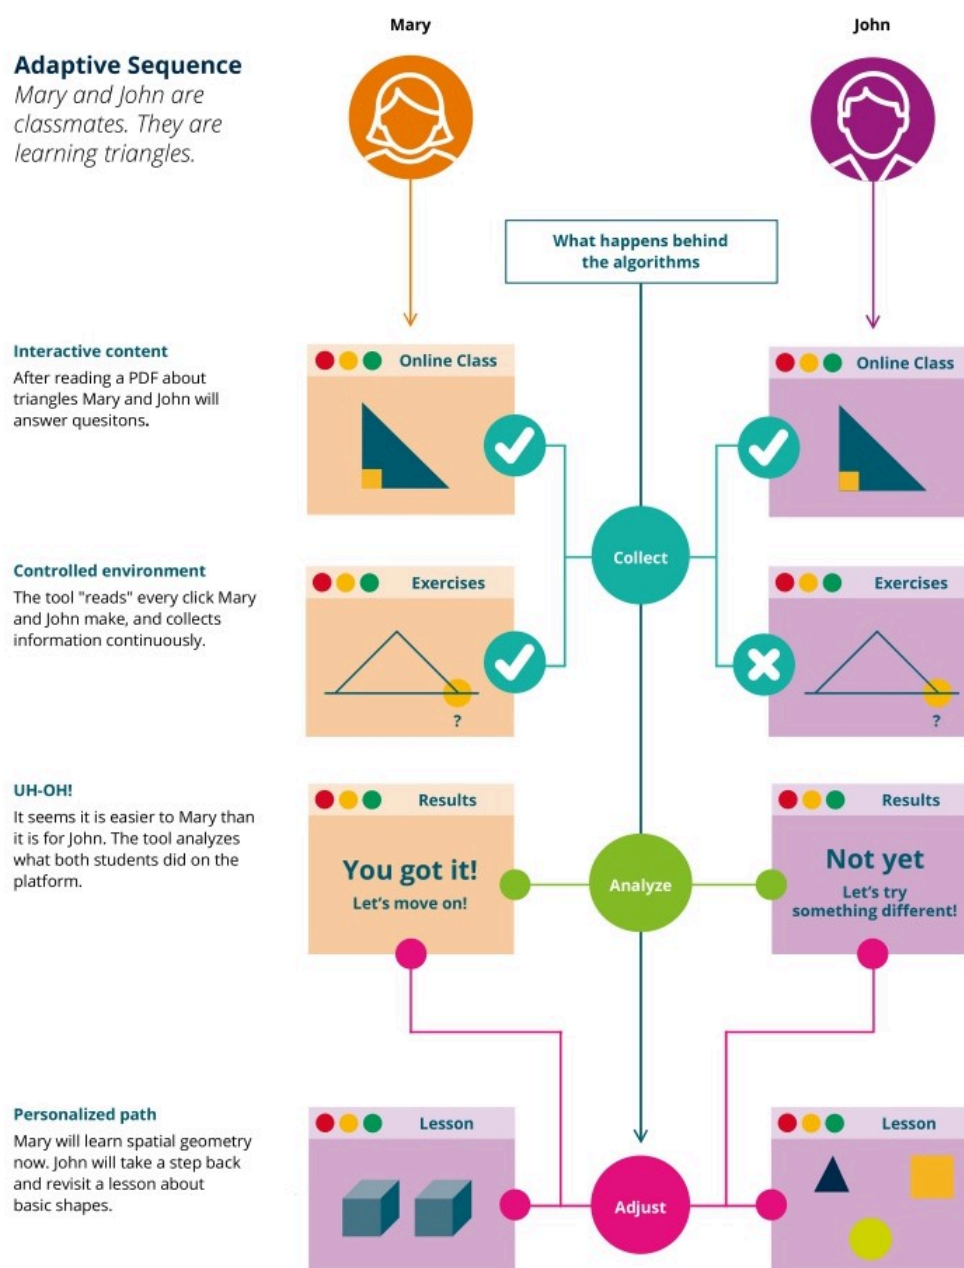 Mary
John
Adaptive Sequence
Mary and John are
classmates. They are
learning triangles.
What happens behind
the algorithms
Interactive content
After reading a PDF about
triangles Mary and John will
answer quesitons.
Online Class
Online Class
Collect
Controlled environment
The tool "reads" every click Mary
and John make, and collects
information continuously.
Exercises
?
Exercises
?
UH-OH!
It seems it is easier to Mary than
it is for John. The tool analyzes
what both students did on the
platform.
Results
You got it!
Let's move on!
Analyze
Results
Not yet
Let's try
something different!
Personalized path
Mary will learn spatial geometry
now. John will take a step back
and revisit a lesson about
basic shapes.
Lesson
Adjust
Lesson